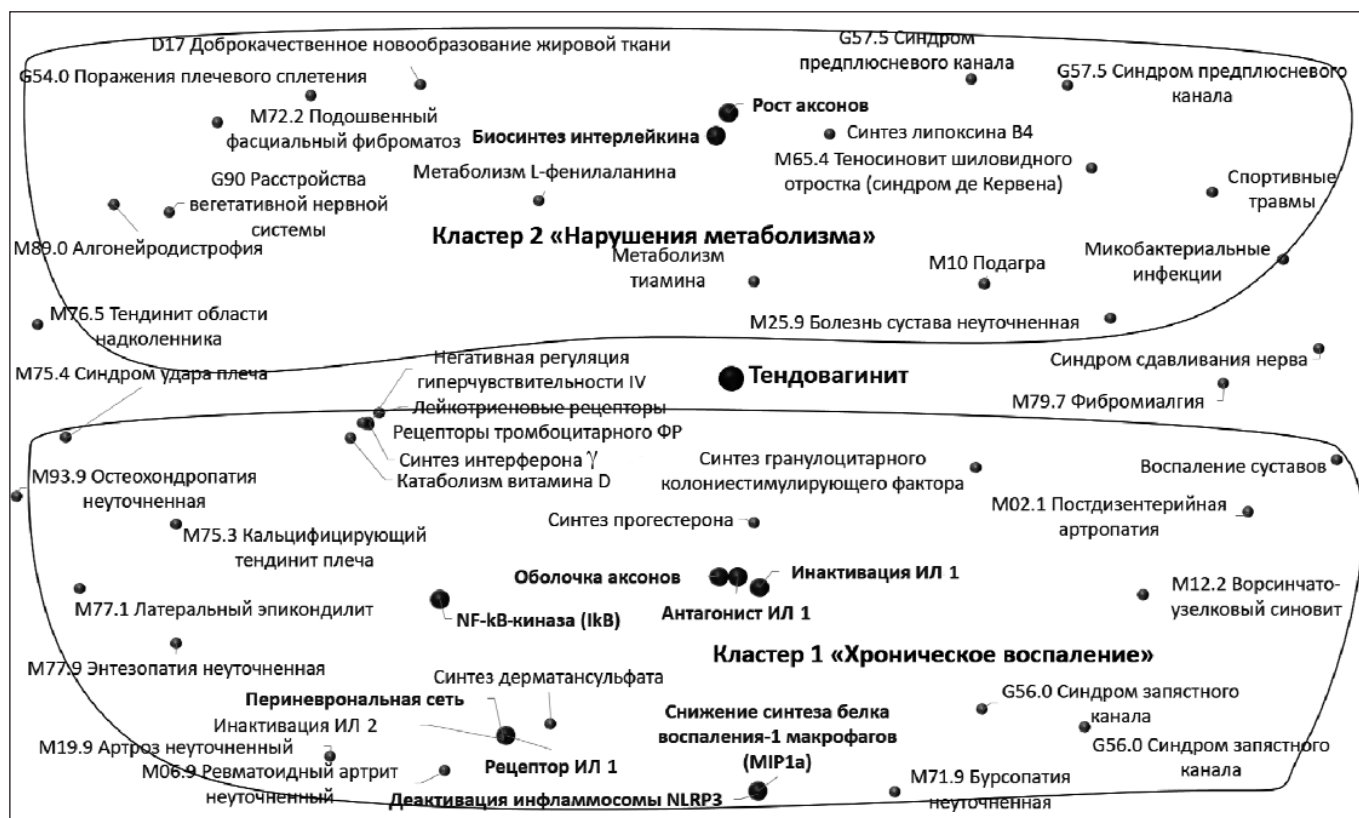 D17 Доброкачественное новообразование жировой ткани
G54.0 Поражения плечевого сплетения
M72.2 Подошвенный
фасциальный фиброматоз
G90 Расстройства
вегетативной нервной
системы
M89.0 Алгонейродистрофия
M76.5 Тендинит области
надколенника
Биосинтез интерлейкина
Рост аксонов
Метаболизм L-фенилаланина
G57.5 Синдром
предплюсневого канала
G57.5 Синдром предплюсневого
канала
Синтез липоксина B4
M65.4 Теносиновит шиловидного
отростка (синдром де Кервена)
Спортивные
травмы
Кластер 2 «Нарушения метаболизма»
Метаболизм
тиамина
M10 Подагра
Микобактериальные
инфекции
M25.9 Болезнь сустава неуточненная
M75.4 Синдром удара плеча
Негативная регуляция
гиперчувствительности IV
Лейкотриеновые рецепторы
Рецепторы тромбоцитарного ФР
Синтез интерферона γ
Катаболизм витамина D
Тендовагинит
Синдром сдавливания нерва
M79.7 Фибромиалгия
M93.9 Остеохондропатия
неуточненная
M75.3 Кальцифицирующий
тендинит плеча
Синтез гранулоцитарного
колониестимулирующего фактора
Воспаление суставов
M02.1 Постдизентерийная
артропатия
Синтез прогестерона
Оболочка аксонов
Инактивация ИЛ 1
Антагонист ИЛ 1
M77.1 Латеральный эпикондилит
NF-kB-киназа (IkB)
M12.2 Ворсинчато-
узелковый синовит
M77.9 Энтезопатия неуточненная
Кластер 1 «Хроническое воспаление»
Синтез дерматансульфата
Периневрональная сеть
Инактивация ИЛ 2
Снижение синтеза белка
воспаления-1 макрофагов
(MIP1a)
G56.0 Синдром запястного
канала
G56.0 Синдром запястного
канала
M19.9 Артроз неуточненный
M06.9 Ревматоидный артрит
неуточненный
Рецептор ИЛ 1
Деактивация инфламмосомы NLRP3
M71.9 Бурсопатия
неуточненная